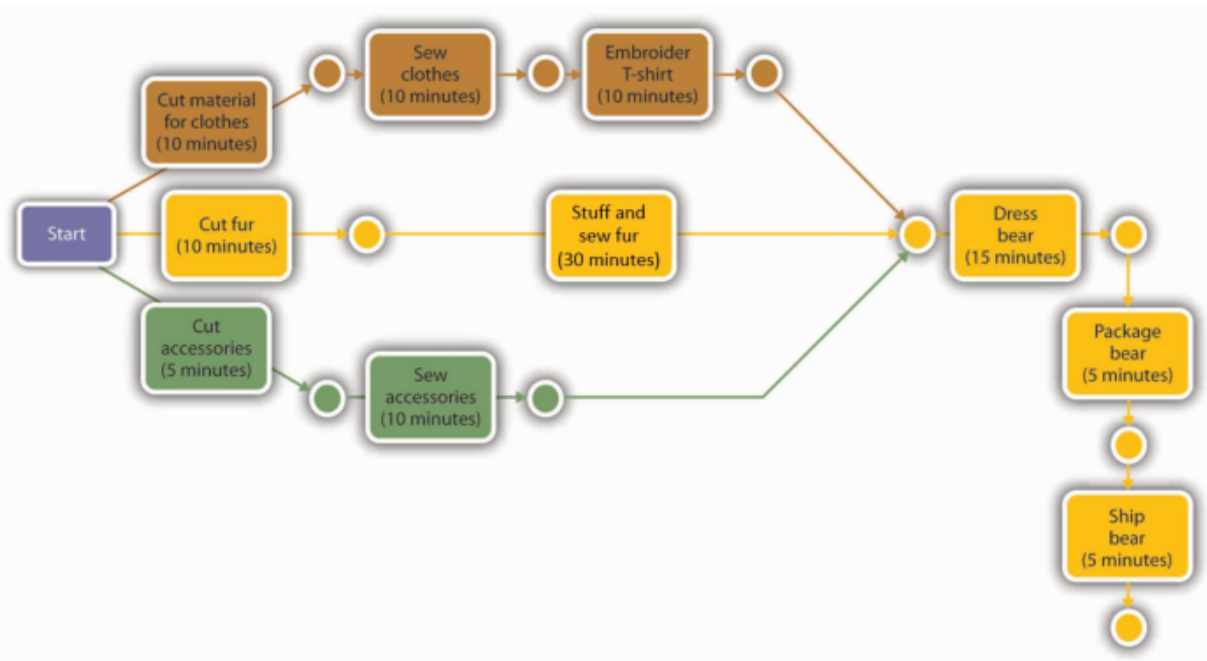 Sew
clothes
(10 minutes)
Embroider
T-shirt
(10 minutes)
Cut material
for clothes
(10 minutes)
Start
Cut fur
(10 minutes)
Stuff and
sew fur
(30 minutes)
Dress
bear
(15 minutes)
Cut
accessories
(5 minutes)
Sew
accessories
(10 minutes)
Package
bear
(5 minutes)
Ship
bear
(5 minutes)